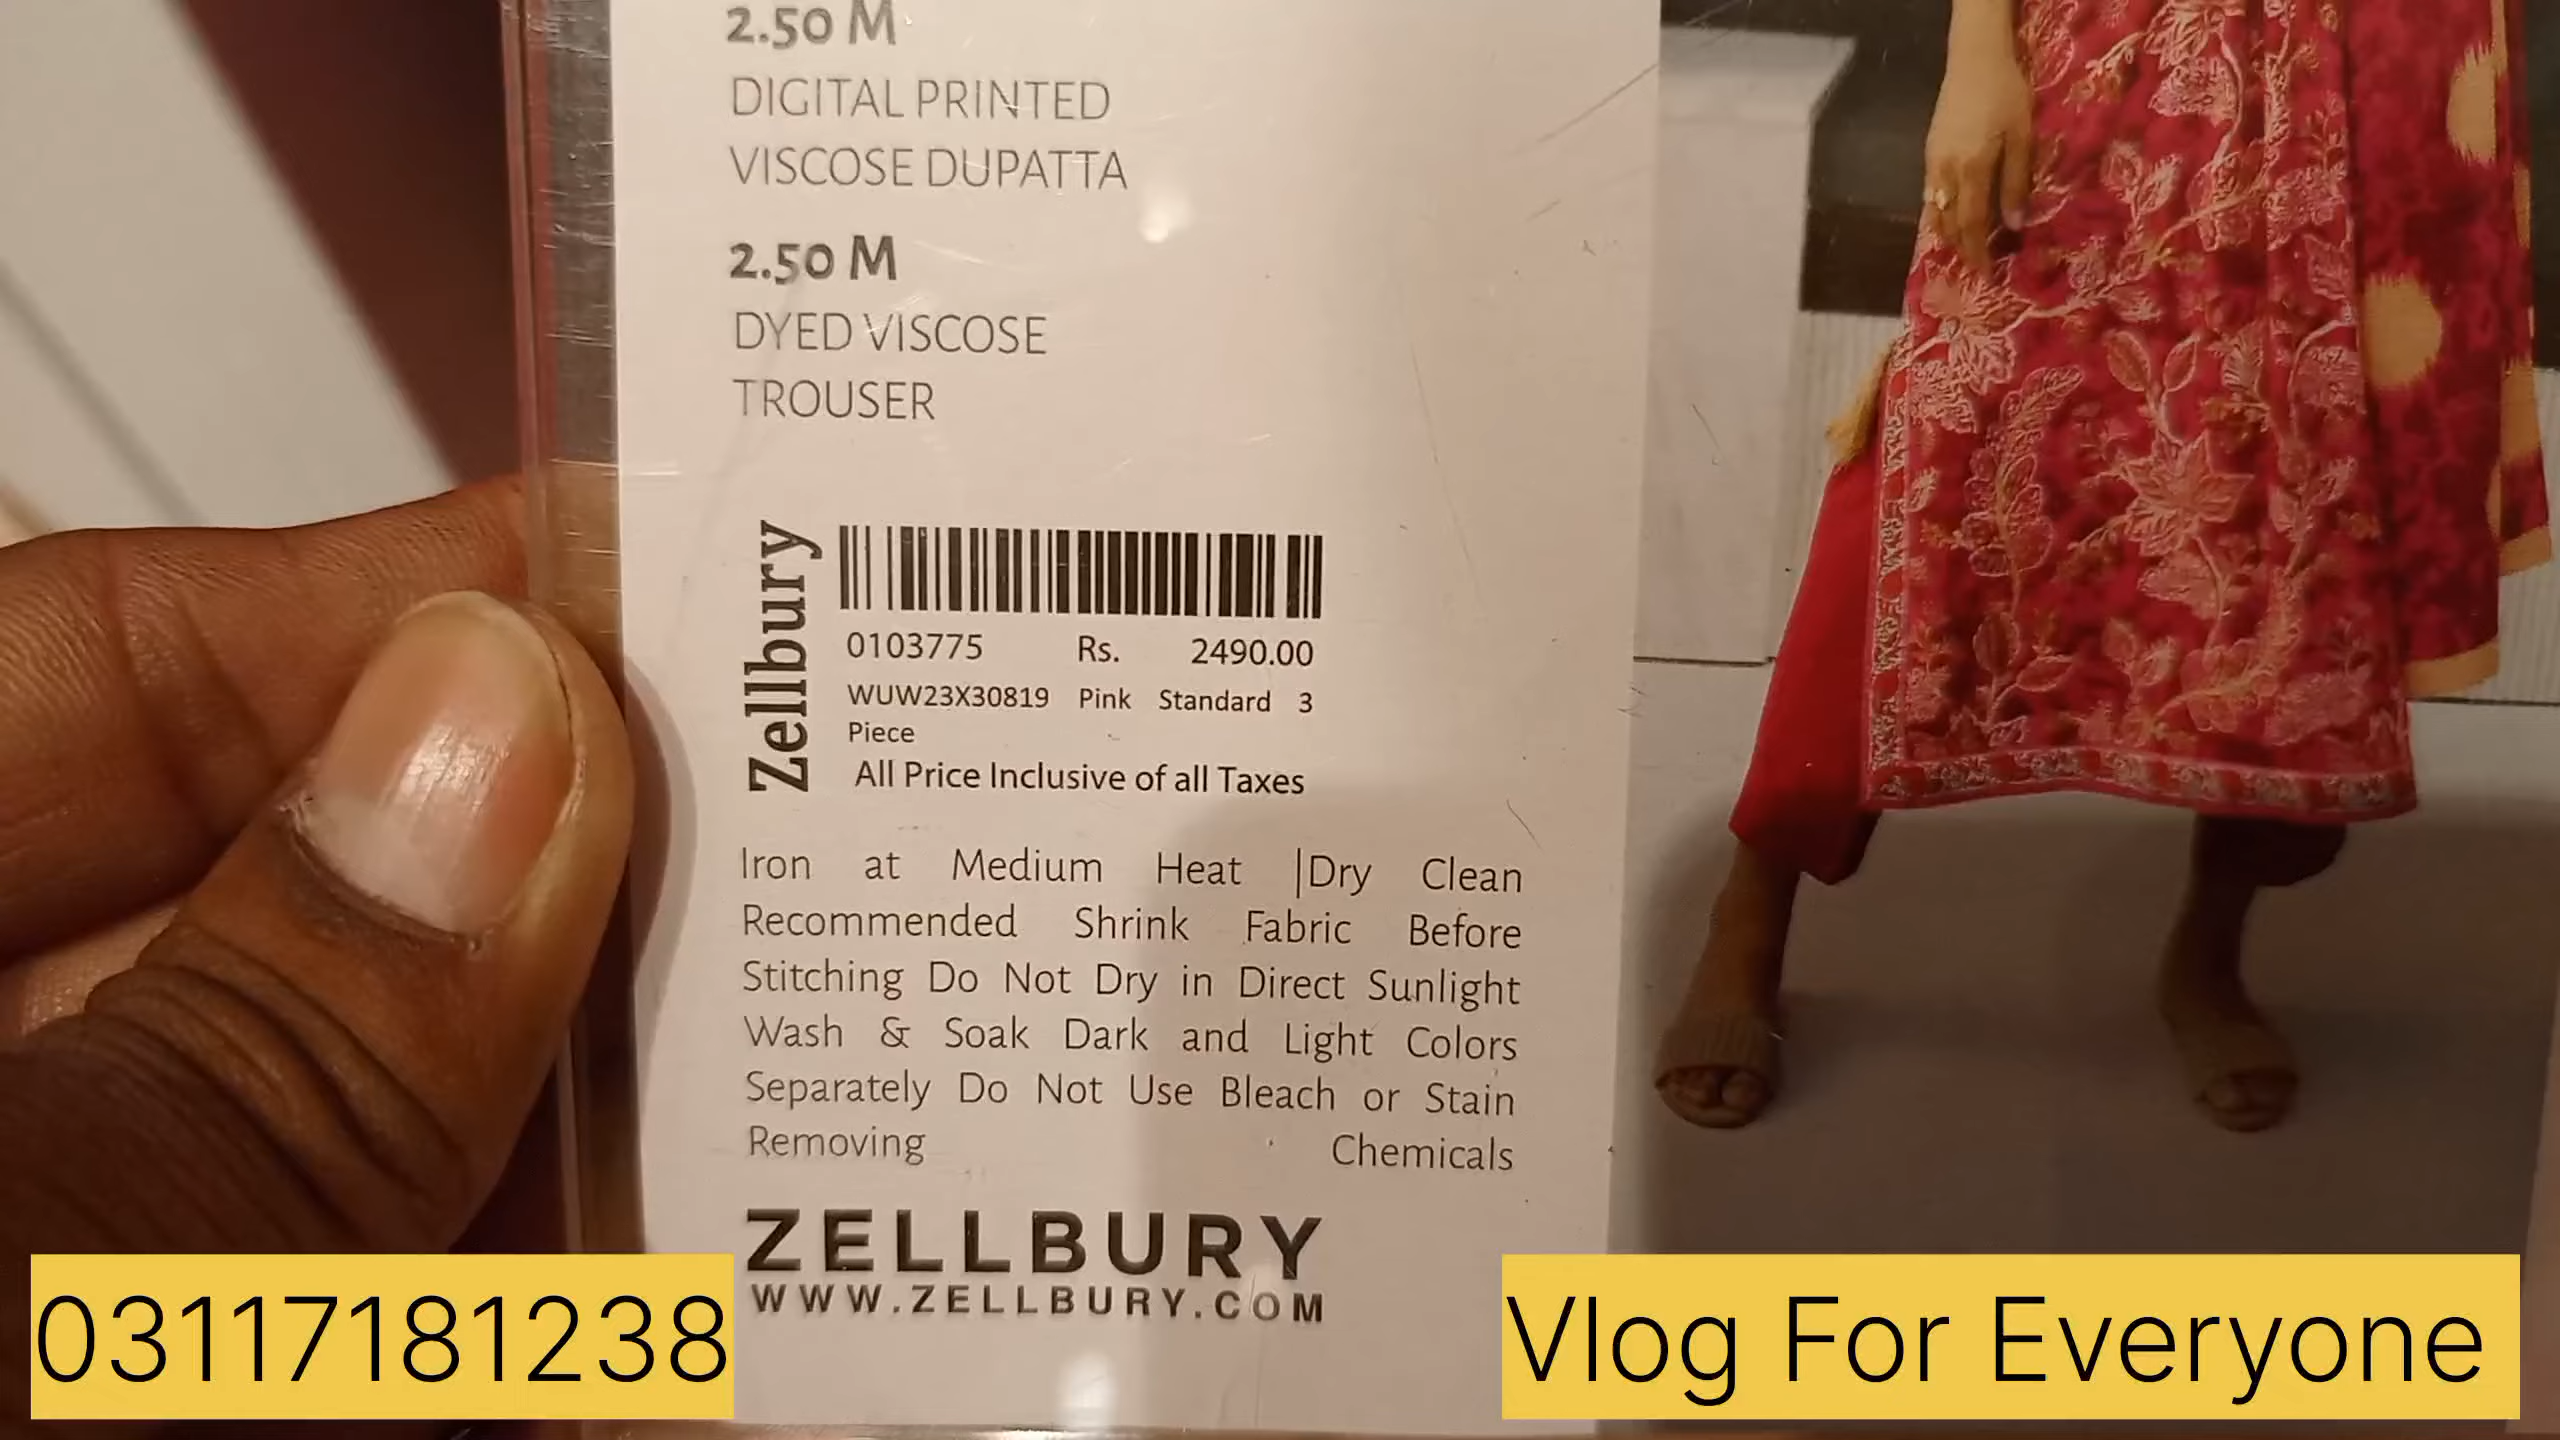 2.50 M
DIGITAL PRINTED
VISCOSE DUPATTA
2.50 M
DYED VISCOSE
TROUSER
Zellbury
0103775 Rs. 2490.00
WUW23X30819 Pink Standard 3
Piece
All Price Inclusive of all Taxes
Iron at Medium Heat |Dry Clean
Recommended Shrink Fabric Before
Stitching Do Not Dry in Direct Sunlight
Wash & Soak Dark and Light Colors
Separately Do Not Use Bleach or Stain
Removing Chemicals
ZELLBURY
WWW.ZELLBURY.COM
03117181238
Vlog For Everyone